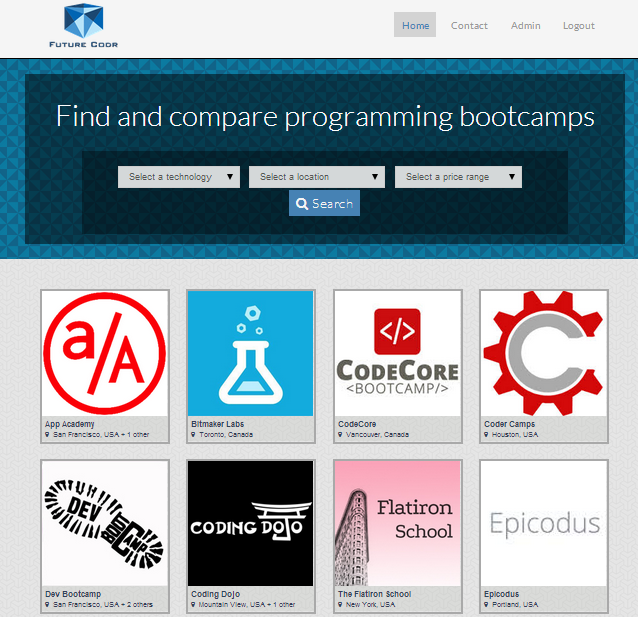 Future Codr
Home Contact Admin Logout
Find and compare programming bootcamps
Select a technology Select a location Select a price range
Search
a/A
</>
CodeCore
<BOOTCAMP/>
C
App Academy
San Francisco, USA + 1 other
Bitmaker Labs
Toronto, Canada
CodeCore
Vancouver, Canada
Coder Camps
Houston, USA
DEV
BOOT
CAMP
CODING DOJO
Flatiron
School
Epicodus
Dev Bootcamp
San Francisco, USA + 2 others
Coding Dojo
Mountain View, USA + 1 other
The Flatiron School
New York, USA
Epicodus
Portland, USA